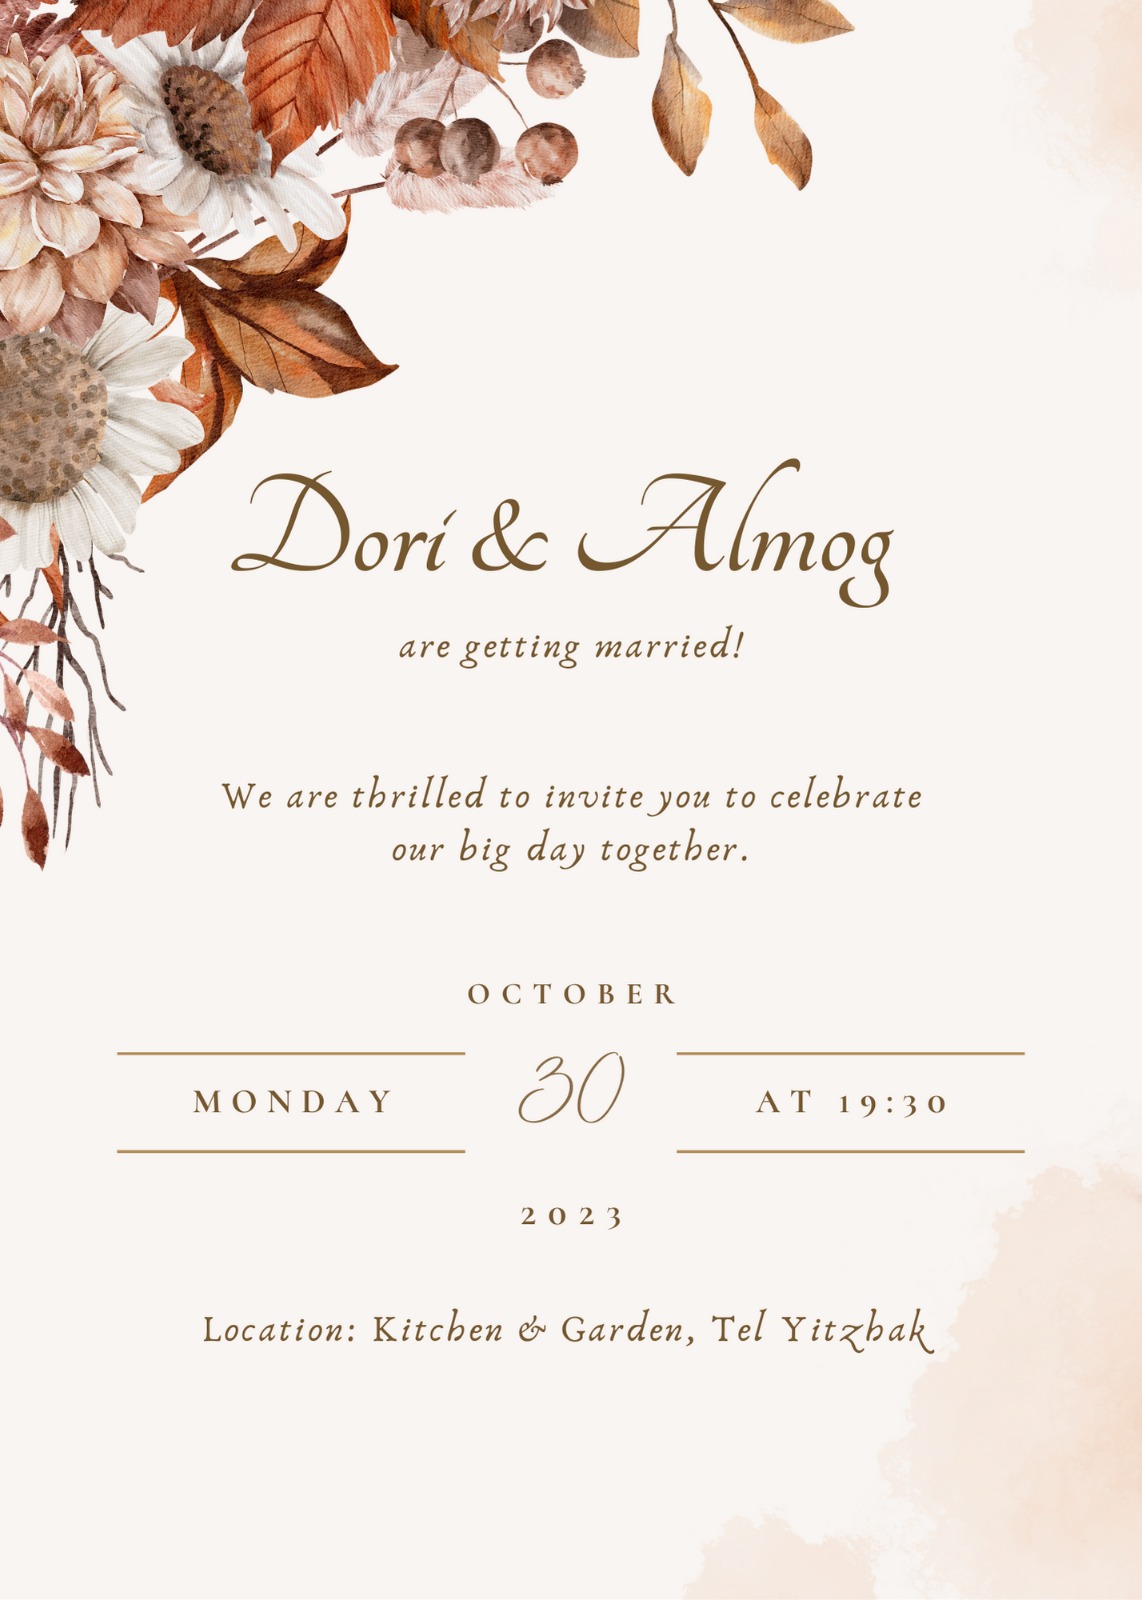 Dori & Almog
are getting married!
We are thrilled to invite you to celebrate
our big day together.
OCTOBER
MONDAY 30 AT 19:30
2023
Location: Kitchen & Garden, Tel Yitzhak